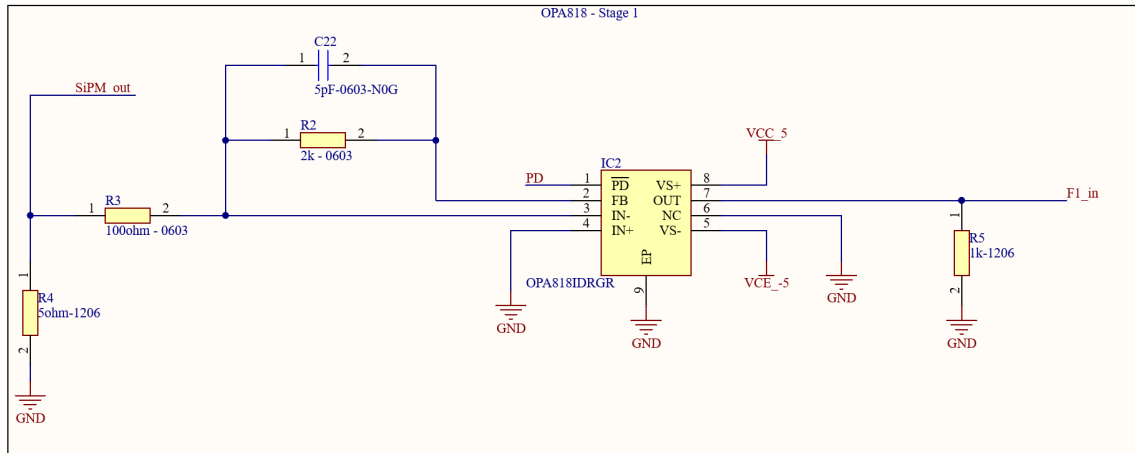 OPA818 - Stage 1
C22
1 2
5pF-0603-N0G
SiPM_out
R2
1 2
2k - 0603
VCC_5
IC2
PD
1 PD VS+ 8
2 FB OUT 7
3 IN- NC 6
4 IN+ VS- 5
EP
9
OPA818IDRGR
F1_in
R3
1 2
100ohm - 0603
1
R4
5ohm-1206
2
GND
GND
GND
VCE_-5
GND
1
R5
1k-1206
2
GND